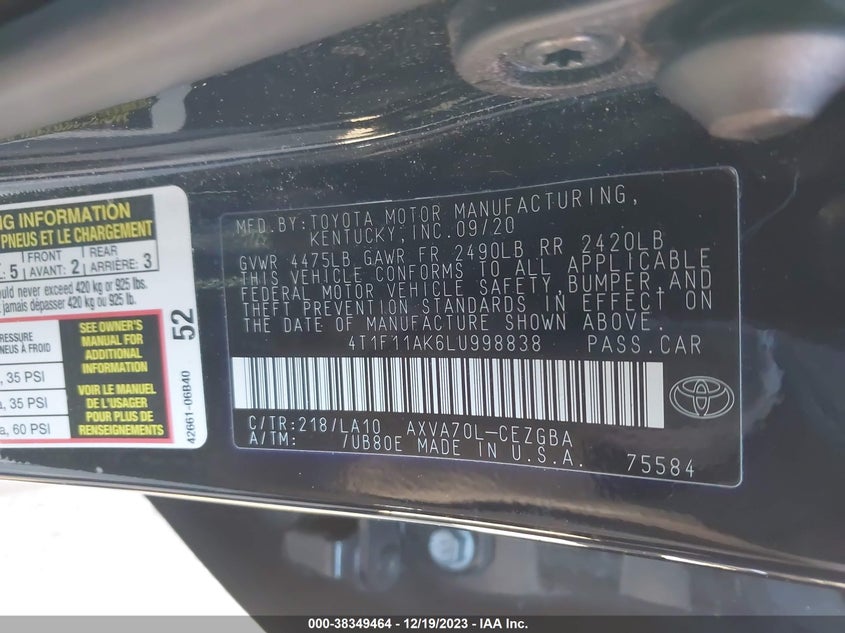 NG INFORMATION
PNEUS ET LE CHARGEMENT
5 FRONT AVANT: 2 REAR ARRIÈRE: 3
ould never exceed 420 kg or 925 lbs.
jamais dépasser 420 kg ou 925 lb.
PRESSURE
NEUS À FROID
, 35 PSI
a, 35 PSI
a, 60 PSI
SEE OWNER'S
MANUAL FOR
ADDITIONAL
INFORMATION
VOIR LE MANUEL
DE L'USAGER
POUR PLUS DE
RENSEIGNEMENTS
52
42661-06B40
MFD.BY:TOYOTA MOTOR MANUFACTURING,
KENTUCKY,INC.09/20
GVWR 4475LB GAWR FR 2490LB RR 2420LB
THIS VEHICLE CONFORMS TO ALL APPLICABLE
FEDERAL MOTOR VEHICLE SAFETY,BUMPER,AND
THEFT PREVENTION STANDARDS IN EFFECT ON
THE DATE OF MANUFACTURE SHOWN ABOVE.
4T1F11AK6LU998838 PASS.CAR
C/TR:218/LA10 AXVA70L-CEZGBA
A/TM: /UB80E MADE IN U.S.A.
75584
000-38349464 - 12/19/2023 - IAA Inc.